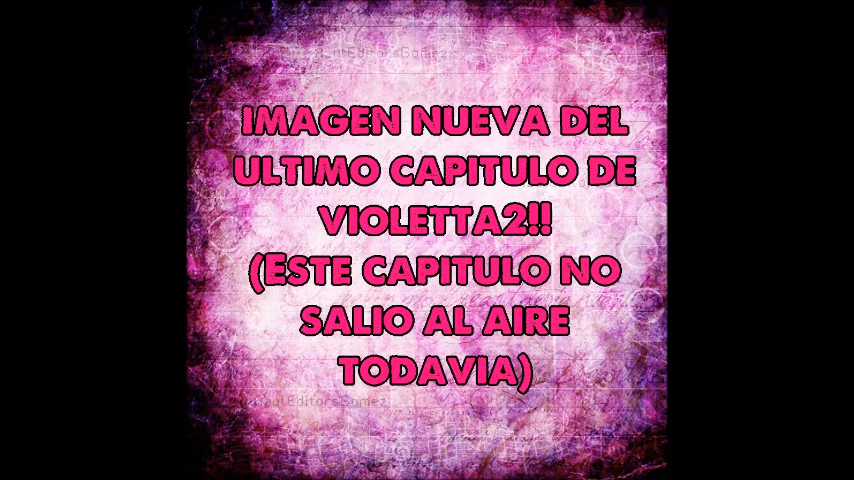 IMAGEN NUEVA DEL
ULTIMO CAPITULO DE
VIOLETTA2!!
(ESTE CAPITULO NO
SALIO AL AIRE
TODAVIA)